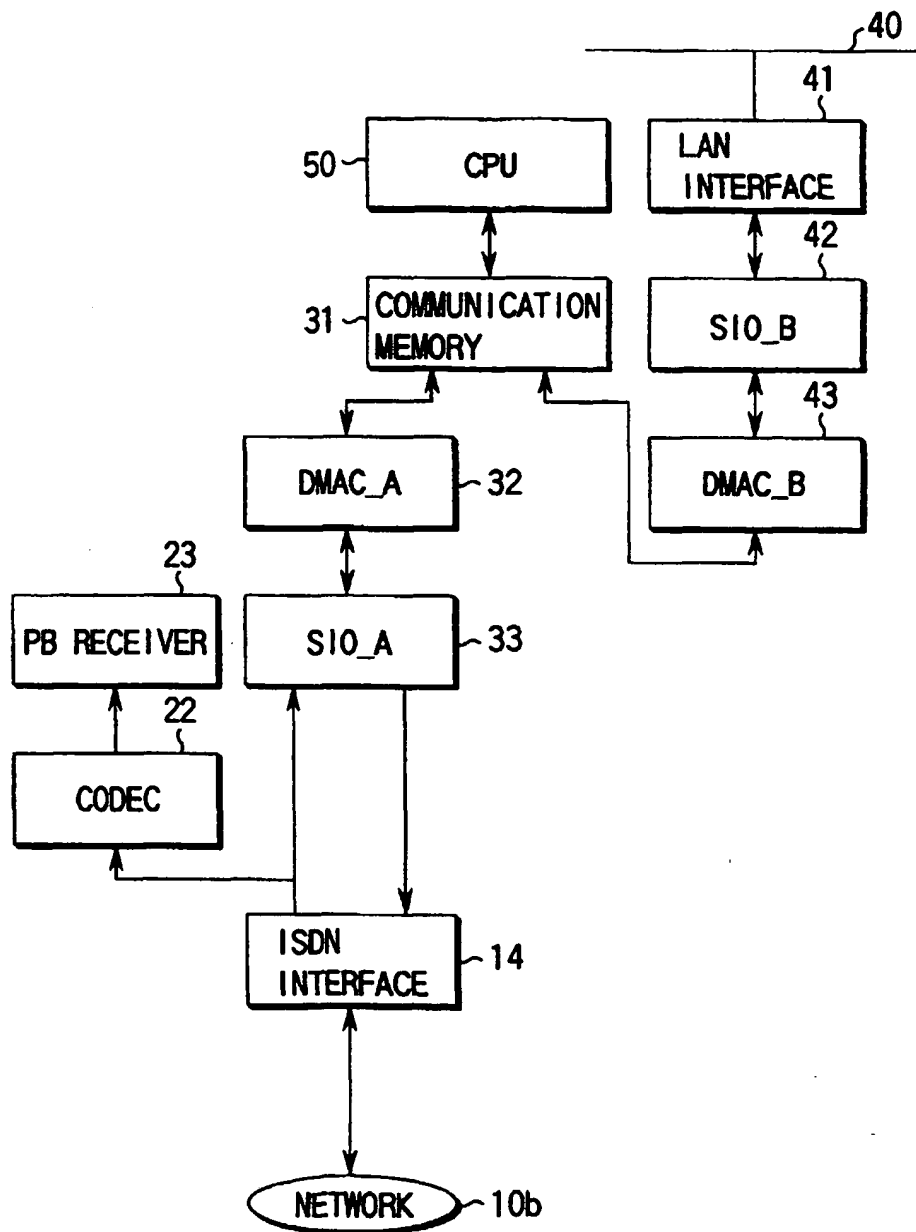 40
41
50
CPU
LAN
INTERFACE
42
31
COMMUNICATION
MEMORY
SIO_B
43
DMAC_A
32
DMAC_B
23
PB RECEIVER
SIO_A
33
22
CODEC
ISDN
INTERFACE
14
NETWORK
10b